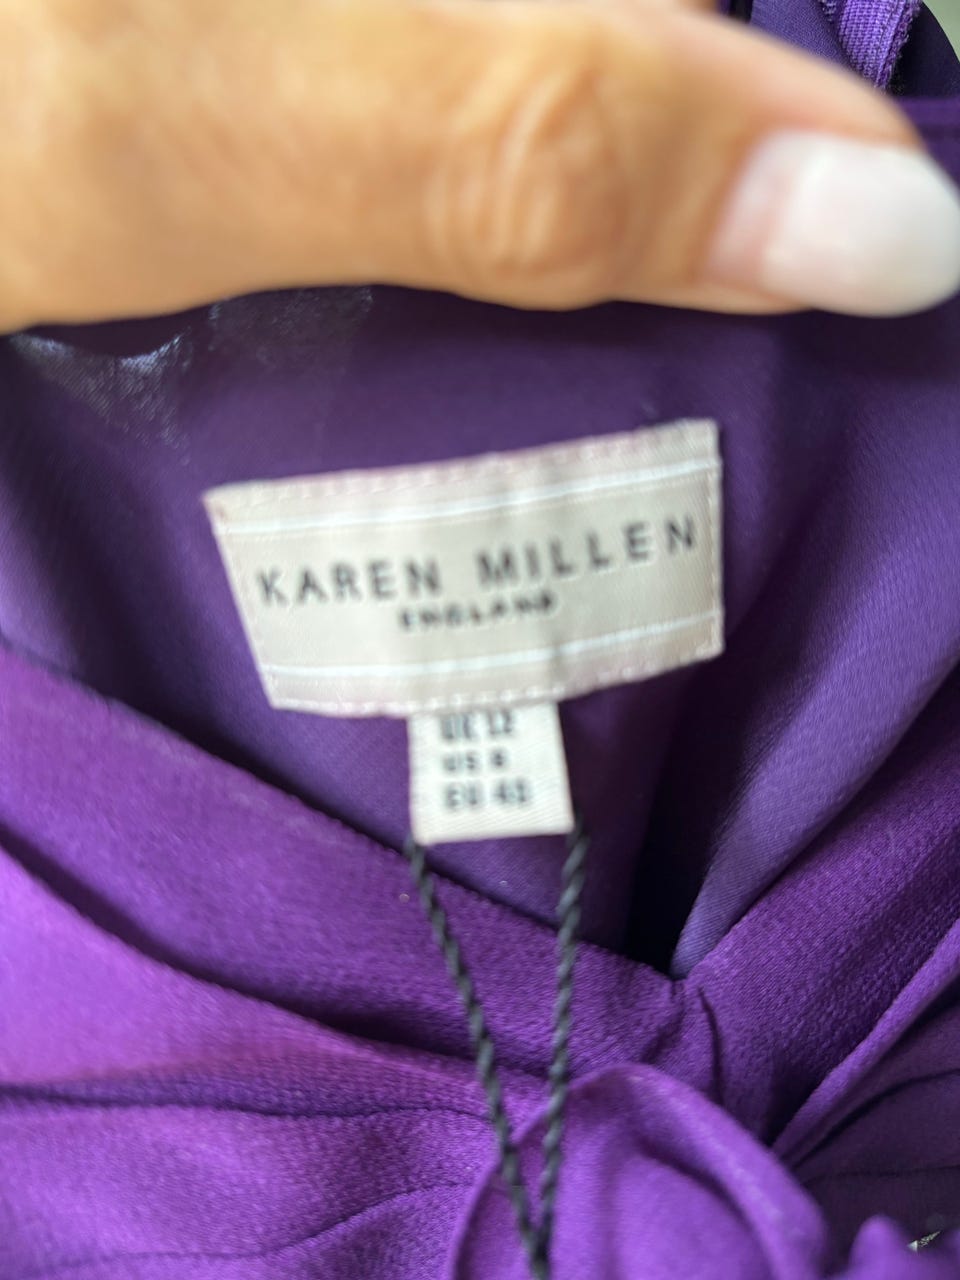 KAREN MILLEN
ENGLAND
UK 12
US 8
EU 40